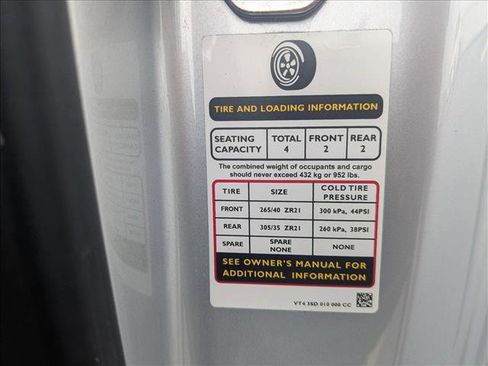 TIRE AND LOADING INFORMATION
SEATING CAPACITY TOTAL 4 FRONT 2 REAR 2
The combined weight of occupants and cargo
should never exceed 432 kg or 952 lbs.
TIRE SIZE COLD TIRE PRESSURE
FRONT 265/40 ZR21 300 kPa, 44PSI
REAR 305/35 ZR21 260 kPa, 38PSI
SPARE SPARE NONE NONE
SEE OWNER'S MANUAL FOR
ADDITIONAL INFORMATION
VT4 3SD 010 000 CC